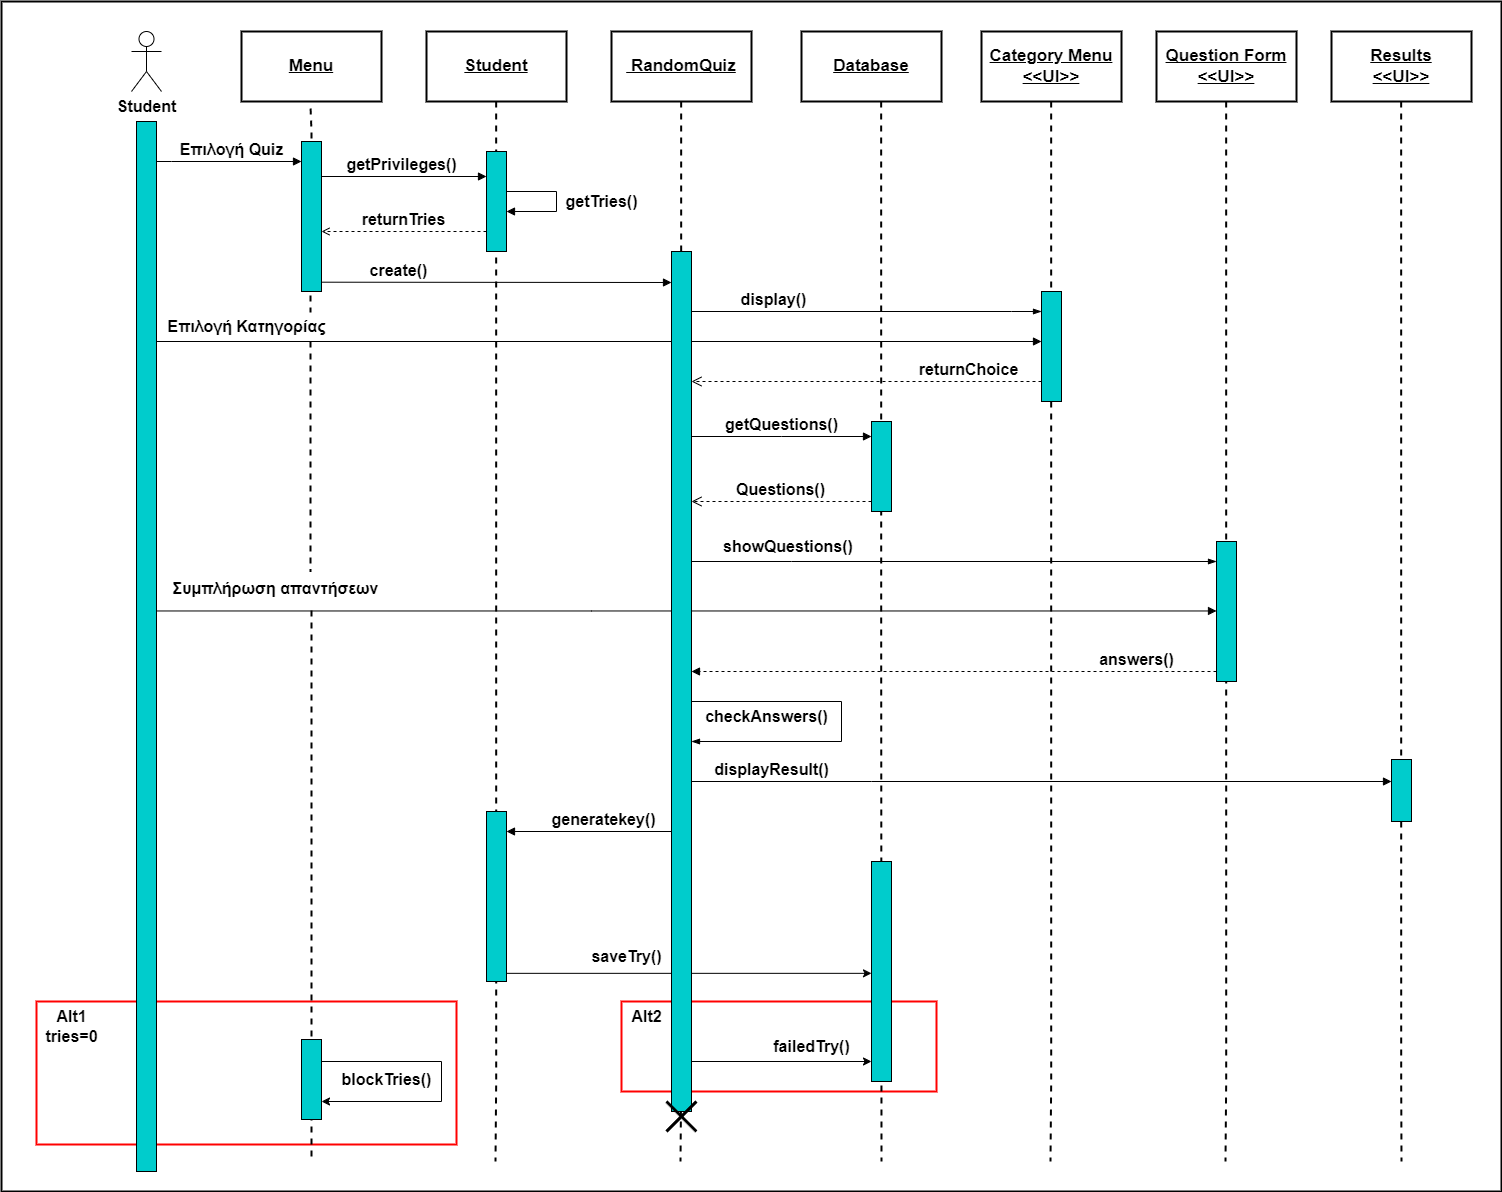 Student
Menu
Student
RandomQuiz
Database
Category Menu
<<UI>>
Question Form
<<UI>>
Results
<<UI>>
Επιλογή Quiz
getPrivileges()
getTries()
returnTries
create()
display()
Επιλογή Κατηγορίας
returnChoice
getQuestions()
Questions()
showQuestions()
Συμπλήρωση απαντήσεων
answers()
checkAnswers()
displayResult()
generatekey()
saveTry()
Alt1
tries=0
Alt2
failedTry()
blockTries()